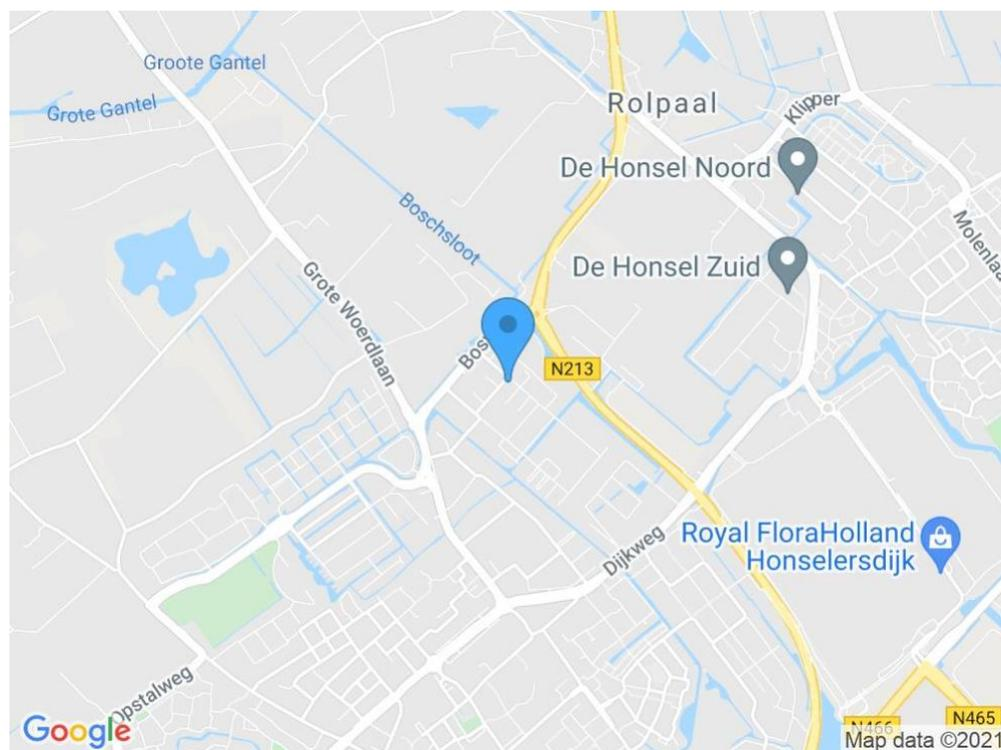 Groote Gantel
Grote Gantel
Rolpaal
Klipper
De Honsel Noord
Boschsloot
Molenlaa
De Honsel Zuid
Grote Woerdlaan
Bos
N213
Royal FloraHolland
Honselersdijk
Dijkweg
Opstalweg
Google
N466
N465
Map data ©2021